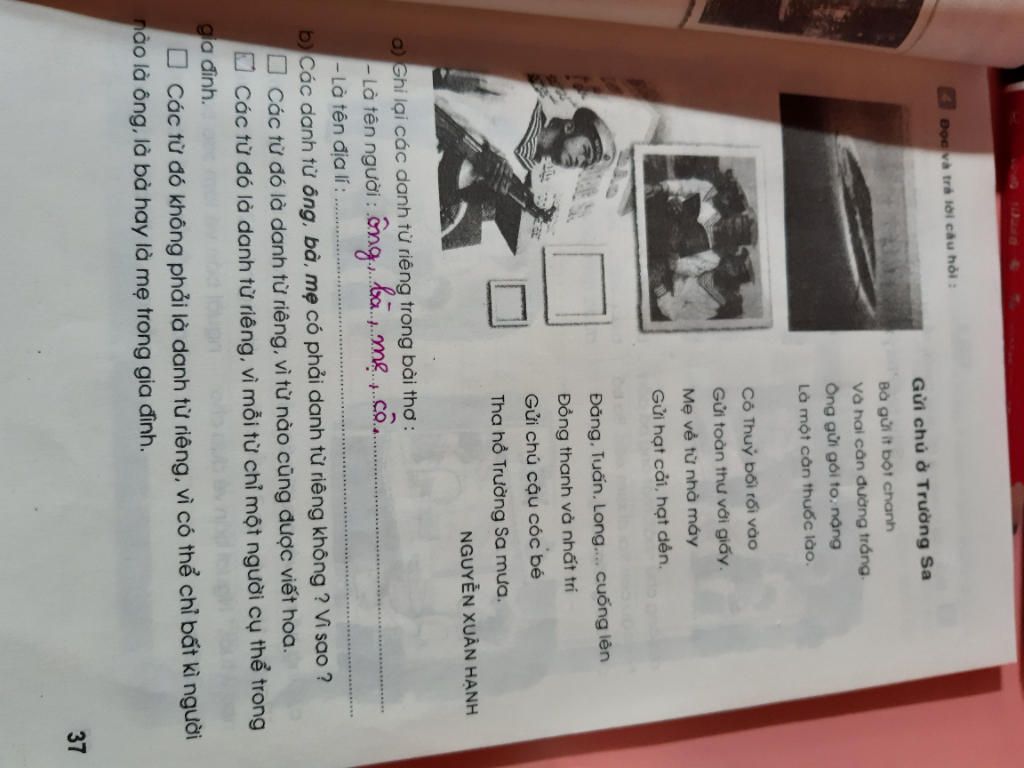 4 Đọc và trả lời câu hỏi :
Gửi chú ở Trường Sa
Bà gửi ít bột chanh
Và hai cân đường trắng.
Ông gửi gói to, nặng
Là một cân thuốc lào.
Cô Thuỷ bối rối vào
Gửi toàn thư với giấy.
Mẹ về từ nhà máy
Gửi hạt cải, hạt dền.
Đăng, Tuấn, Long,... cuống lên
Đồng thanh và nhất trí
Gửi chú cậu cóc bé
Tha hồ Trường Sa mưa.
NGUYỄN XUÂN HANH
a) Ghi lại các danh từ riêng trong bài thơ :
– Là tên người : ông, bà, mẹ, cô,
– Là tên địa lí :
b) Các danh từ ông, bà, mẹ có phải danh từ riêng không ? Vì sao ?
Các từ đó là danh từ riêng, vì từ nào cũng được viết hoa.
Các từ đó là danh từ riêng, vì mỗi từ chỉ một người cụ thể trong
gia đình.
Các từ đó không phải là danh từ riêng, vì có thể chỉ bất kì người
nào là ông, là bà hay là mẹ trong gia đình.
37